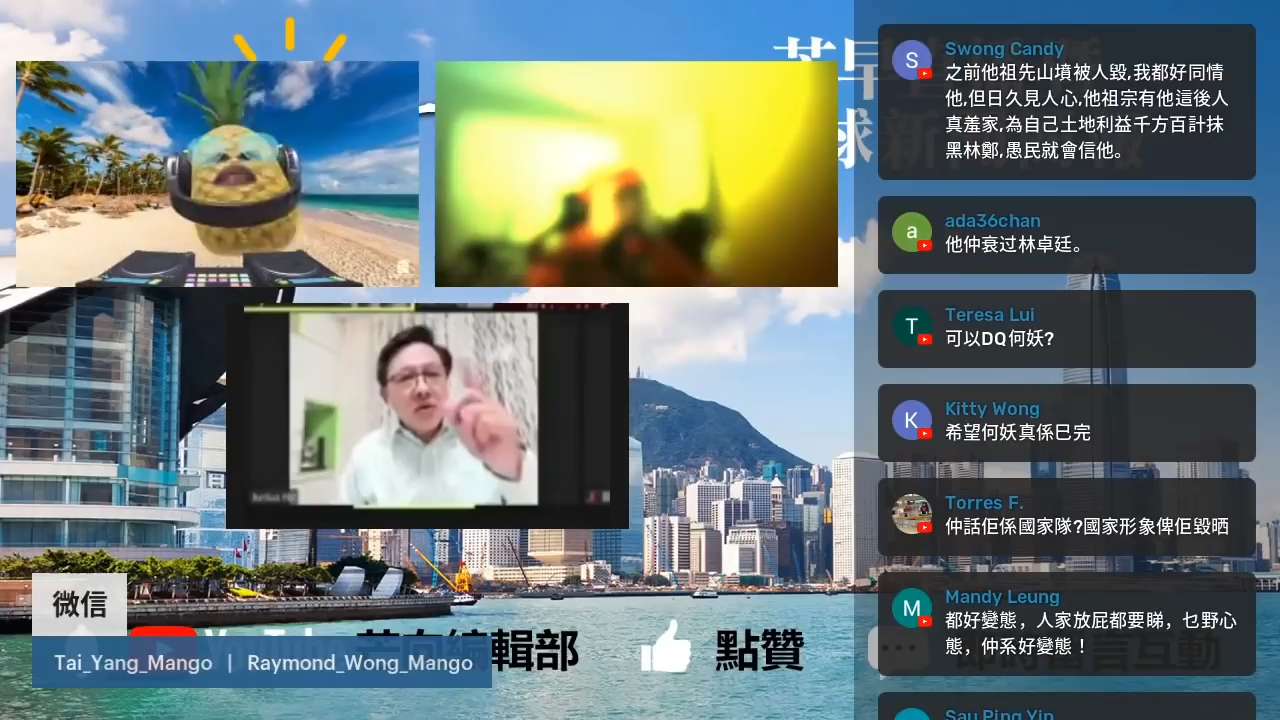 Swong Candy
之前他祖先山墳被人毀,我都好同情
他,但日久見人心,他祖宗有他這後人
真羞家,為自己土地利益千方百計抹
黑林鄭,愚民就會信他。
ada36chan
他仲衰过林卓廷。
Teresa Lui
可以DQ何妖?
Kitty Wong
希望何妖真係巳完
Torres F.
仲話佢係國家隊?國家形象俾佢毀晒
Mandy Leung
都好變態，人家放屁都要睇，乜野心
態，仲系好變態！
Sau Ping Yip
微信
Tai_Yang_Mango | Raymond_Wong_Mango
編輯部
點贊
即時留言互動